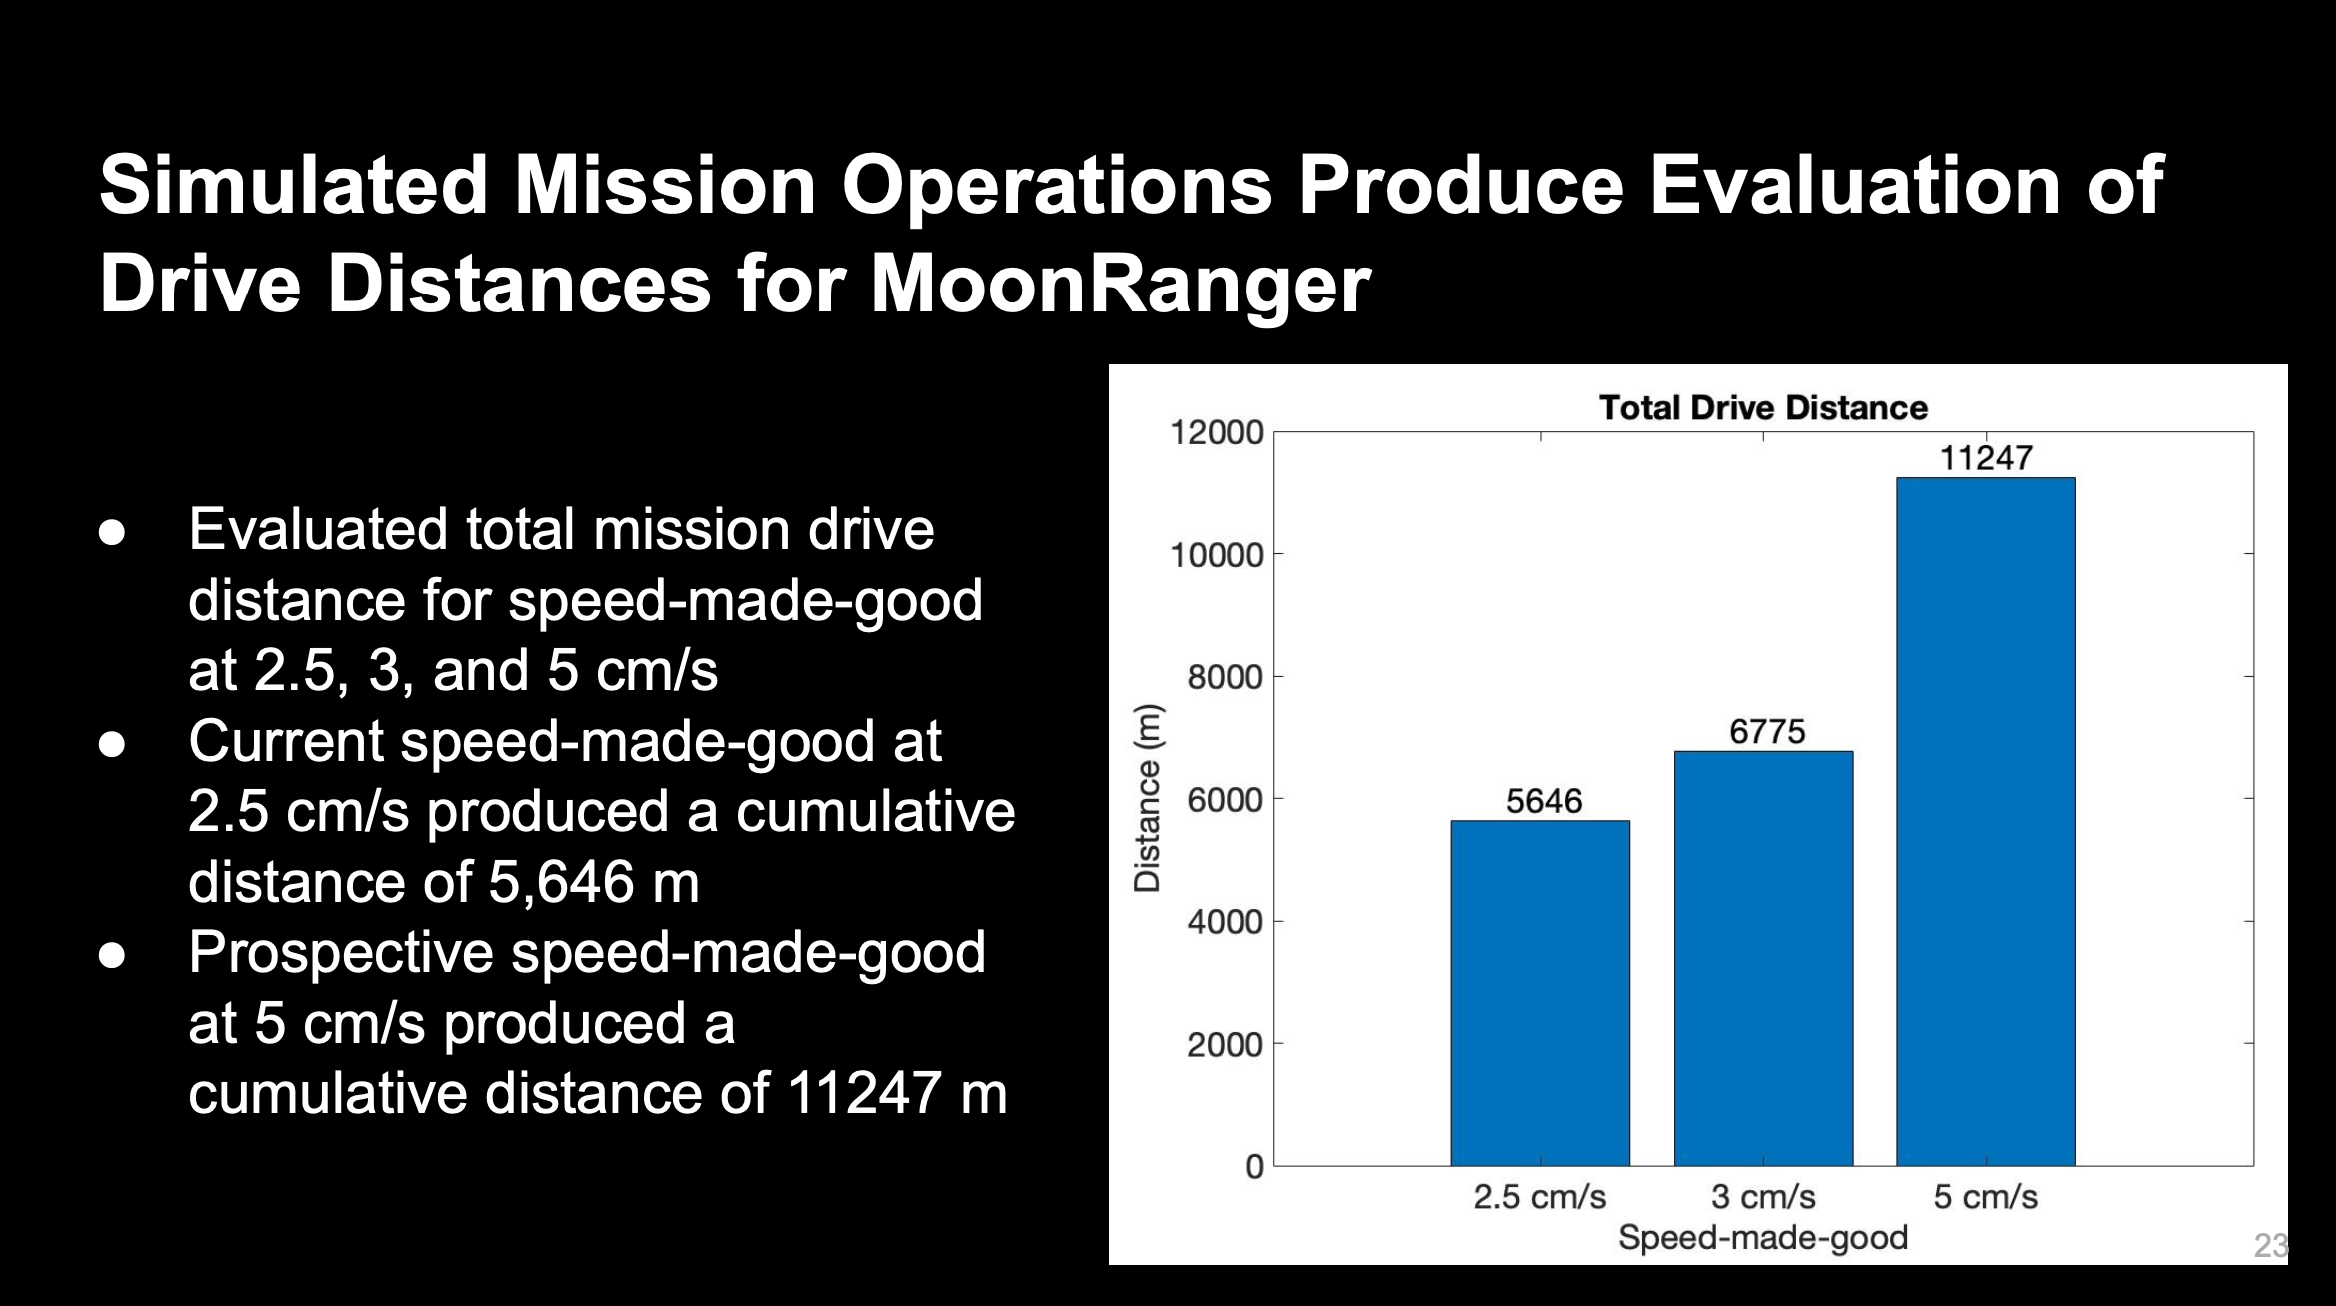 Simulated Mission Operations Produce Evaluation of
Drive Distances for MoonRanger
● Evaluated total mission drive
distance for speed-made-good
at 2.5, 3, and 5 cm/s
● Current speed-made-good at
2.5 cm/s produced a cumulative
distance of 5,646 m
● Prospective speed-made-good
at 5 cm/s produced a
cumulative distance of 11247 m
Total Drive Distance
12000
10000
8000
6000
4000
2000
0
Distance (m)
5646
6775
11247
2.5 cm/s
3 cm/s
5 cm/s
Speed-made-good
23